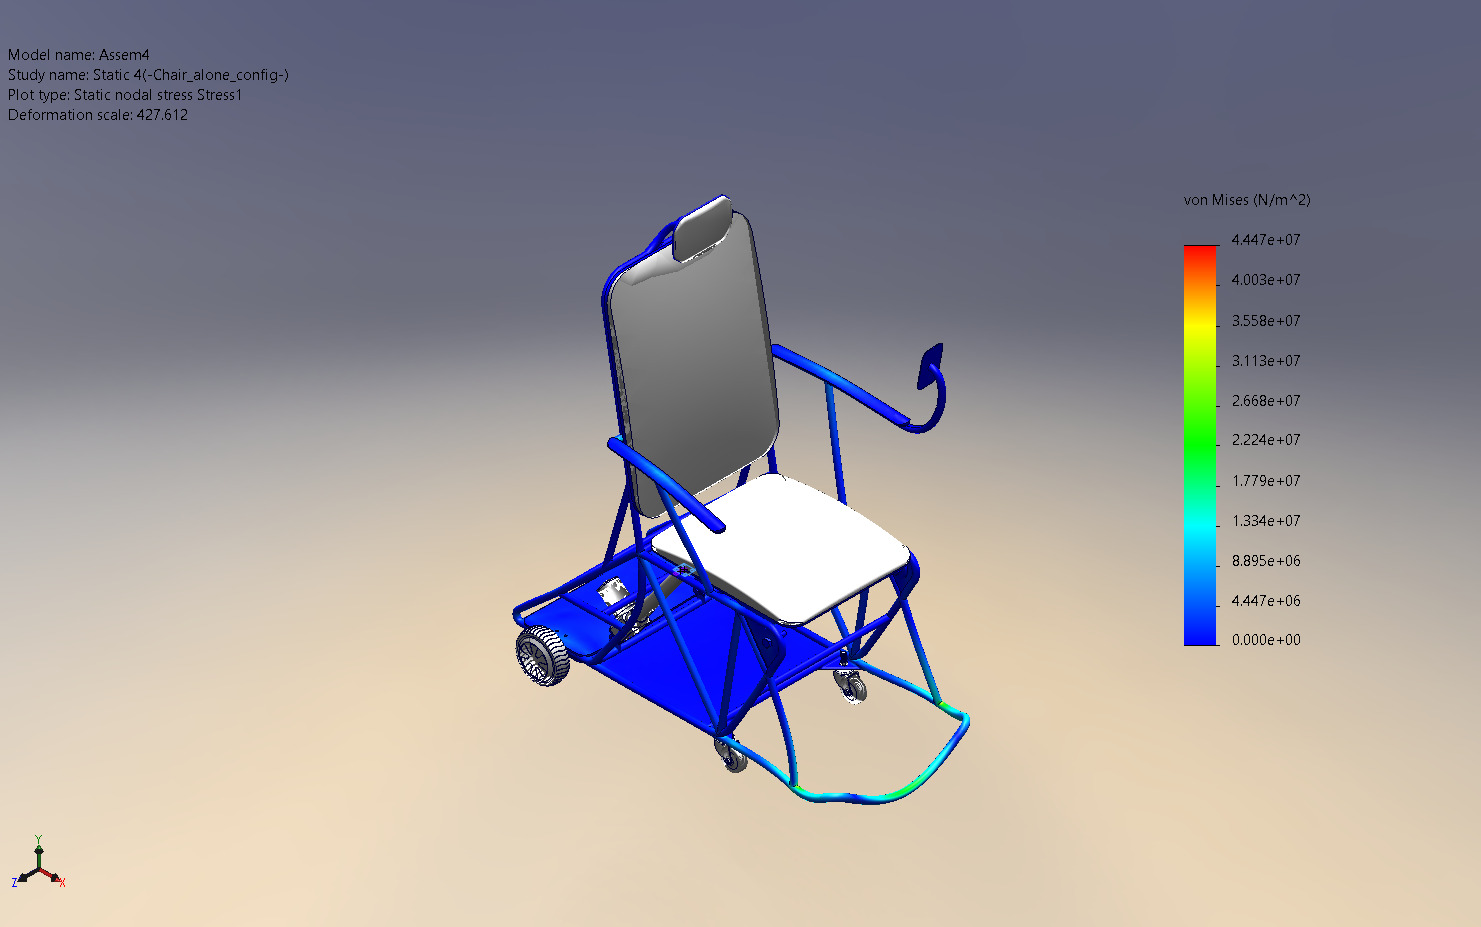 Model name: Assem4
Study name: Static 4(-Chair_alone_config-)
Plot type: Static nodal stress Stress1
Deformation scale: 427.612
von Mises (N/m^2)
4.447e+07
4.003e+07
3.558e+07
3.113e+07
2.668e+07
2.224e+07
1.779e+07
1.334e+07
8.895e+06
4.447e+06
0.000e+00
Y
Z
X